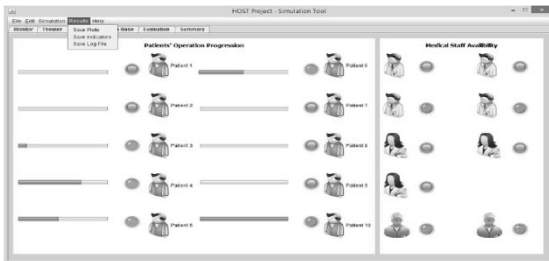 HOST Project - Simulation Tool
File Edit Simulation Results Help
Monitor Theater Base Evaluation Summary
Save Plots
Save Indicators
Save Log File
Patients' Operation Progression
Medical Staff Availbility
Patient 1
Patient 6
Patient 2
Patient 7
Patient 3
Patient 8
Patient 4
Patient 9
Patient 5
Patient 10